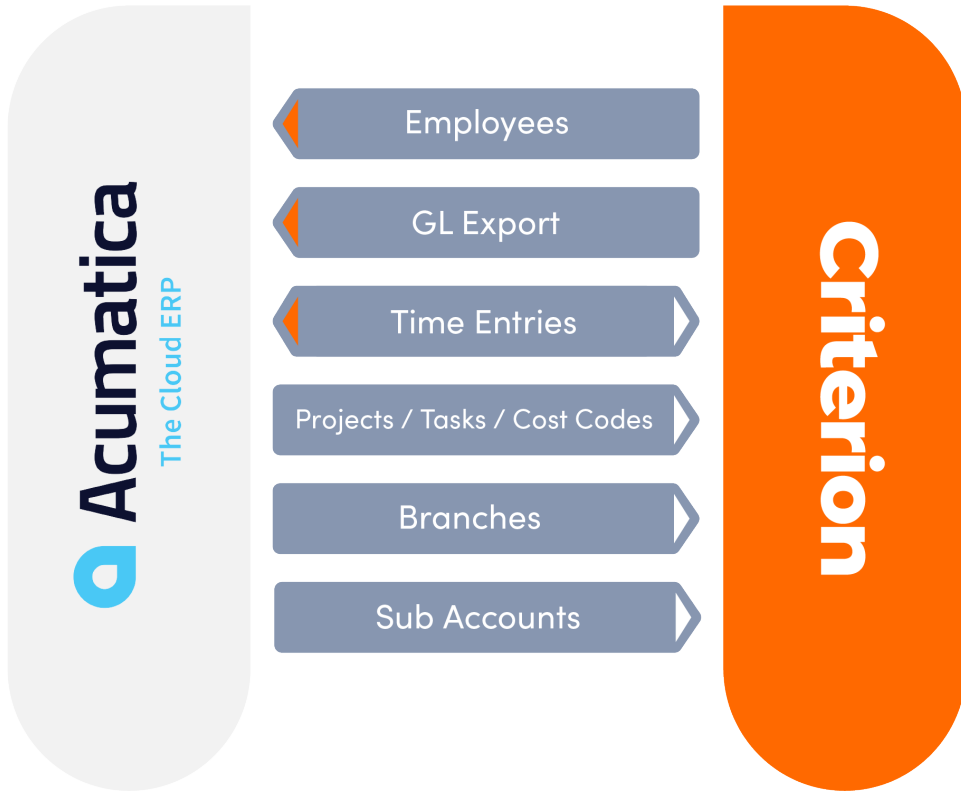 Acumatica
The Cloud ERP
Employees
GL Export
Time Entries
Projects / Tasks / Cost Codes
Branches
Sub Accounts
Criterion